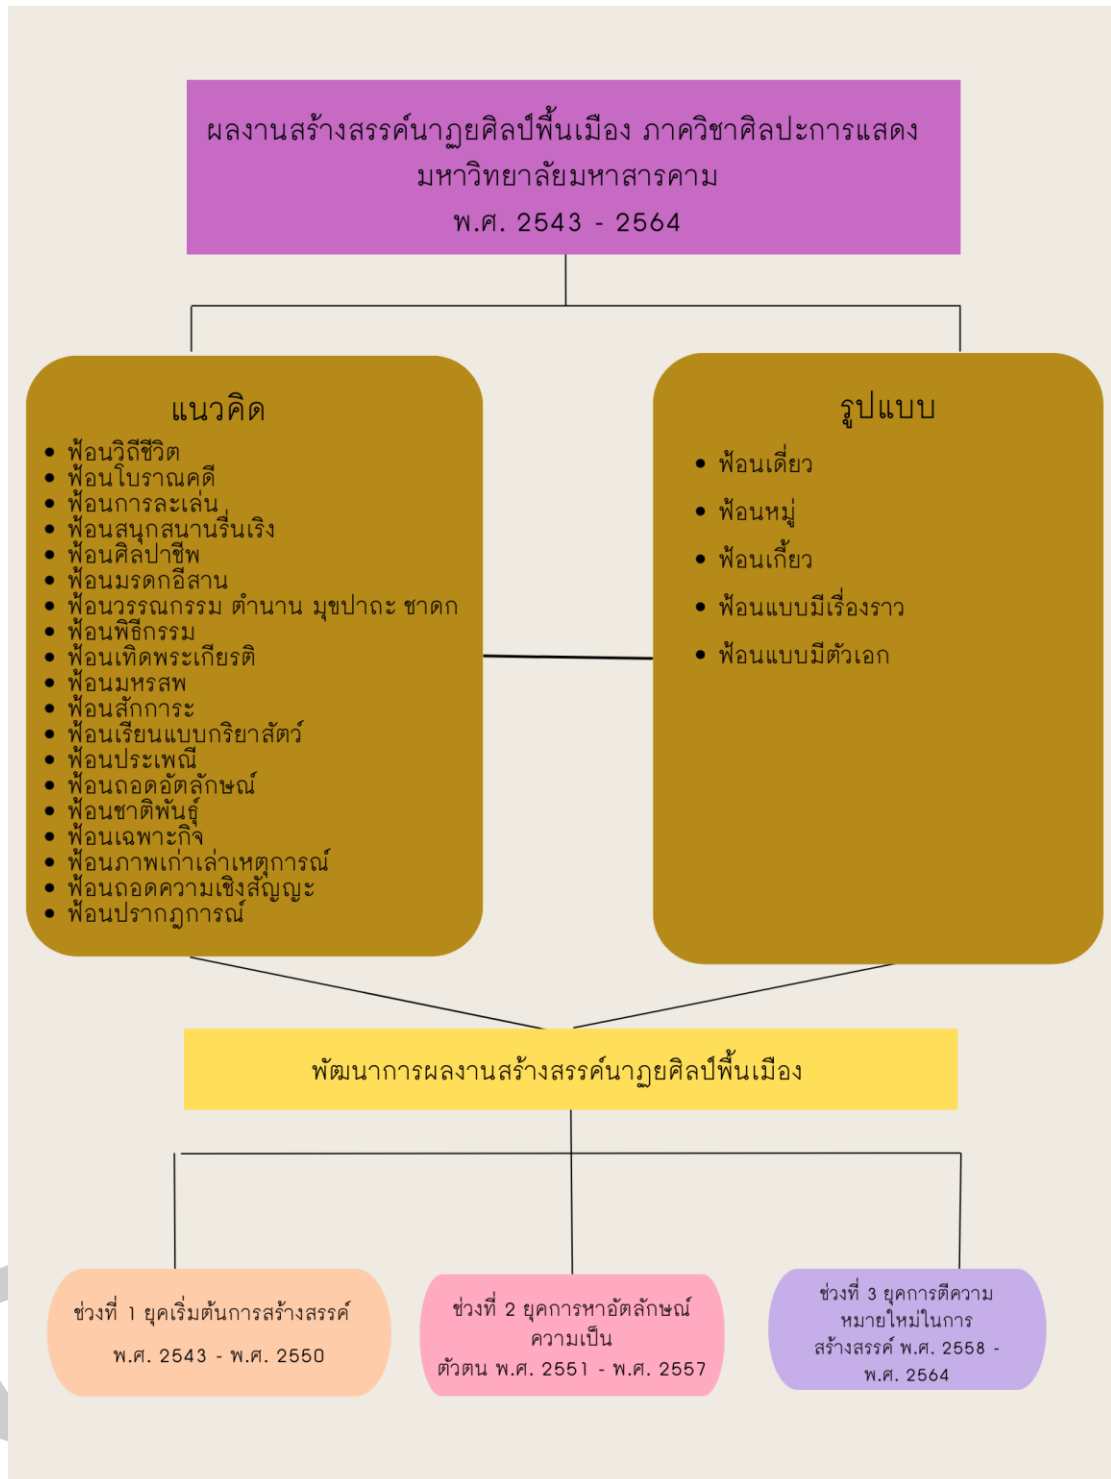 ผลงานสร้างสรรค์นาฏยศิลป์พื้นเมือง ภาควิชาศิลปะการแสดง
มหาวิทยาลัยมหาสารคาม
พ.ศ. 2543 - 2564
แนวคิด
• ฟ้อนวิถีชีวิต
• ฟ้อนโบราณคดี
• ฟ้อนการละเล่น
• ฟ้อนสนุกสนานรื่นเริง
• ฟ้อนศิลปาชีพ
• ฟ้อนมรดกอีสาน
• ฟ้อนวรรณกรรม ตำนาน มุขปาถะ ชาดก
• ฟ้อนพิธีกรรม
• ฟ้อนเทิดพระเกียรติ
• ฟ้อนมหรสพ
• ฟ้อนสักการะ
• ฟ้อนเรียนแบบกริยาสัตว์
• ฟ้อนประเพณี
• ฟ้อนถอดอัตลักษณ์
• ฟ้อนชาติพันธุ์
• ฟ้อนเฉพาะกิจ
• ฟ้อนภาพเก่าเล่าเหตุการณ์
• ฟ้อนถอดความเชิงสัญญะ
• ฟ้อนปรากฏการณ์
รูปแบบ
• ฟ้อนเดี่ยว
• ฟ้อนหมู่
• ฟ้อนเกี้ยว
• ฟ้อนแบบมีเรื่องราว
• ฟ้อนแบบมีตัวเอก
พัฒนาการผลงานสร้างสรรค์นาฏยศิลป์พื้นเมือง
ช่วงที่ 1 ยุคเริ่มต้นการสร้างสรรค์
พ.ศ. 2543 - พ.ศ. 2550
ช่วงที่ 2 ยุคการหาอัตลักษณ์
ความเป็น
ตัวตน พ.ศ. 2551 - พ.ศ. 2557
ช่วงที่ 3 ยุคการตีความ
หมายใหม่ในการ
สร้างสรรค์ พ.ศ. 2558 -
พ.ศ. 2564